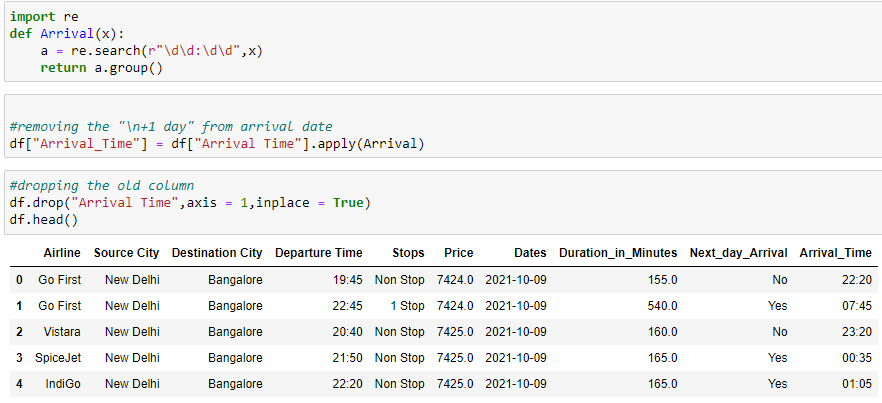 import re
def Arrival(x):
    a = re.search(r"\d\d:\d\d",x)
    return a.group()
#removing the "\n+1 day" from arrival date
df["Arrival_Time"] = df["Arrival Time"].apply(Arrival)
#dropping the old column
df.drop("Arrival Time",axis = 1,inplace = True)
df.head()
Airline Source City Destination City Departure Time Stops Price Dates Duration_in_Minutes Next_day_Arrival Arrival_Time
0 Go First New Delhi Bangalore 19:45 Non Stop 7424.0 2021-10-09 155.0 No 22:20
1 Go First New Delhi Bangalore 22:45 1 Stop 7424.0 2021-10-09 540.0 Yes 07:45
2 Vistara New Delhi Bangalore 20:40 Non Stop 7425.0 2021-10-09 160.0 No 23:20
3 SpiceJet New Delhi Bangalore 21:50 Non Stop 7425.0 2021-10-09 165.0 Yes 00:35
4 IndiGo New Delhi Bangalore 22:20 Non Stop 7425.0 2021-10-09 165.0 Yes 01:05